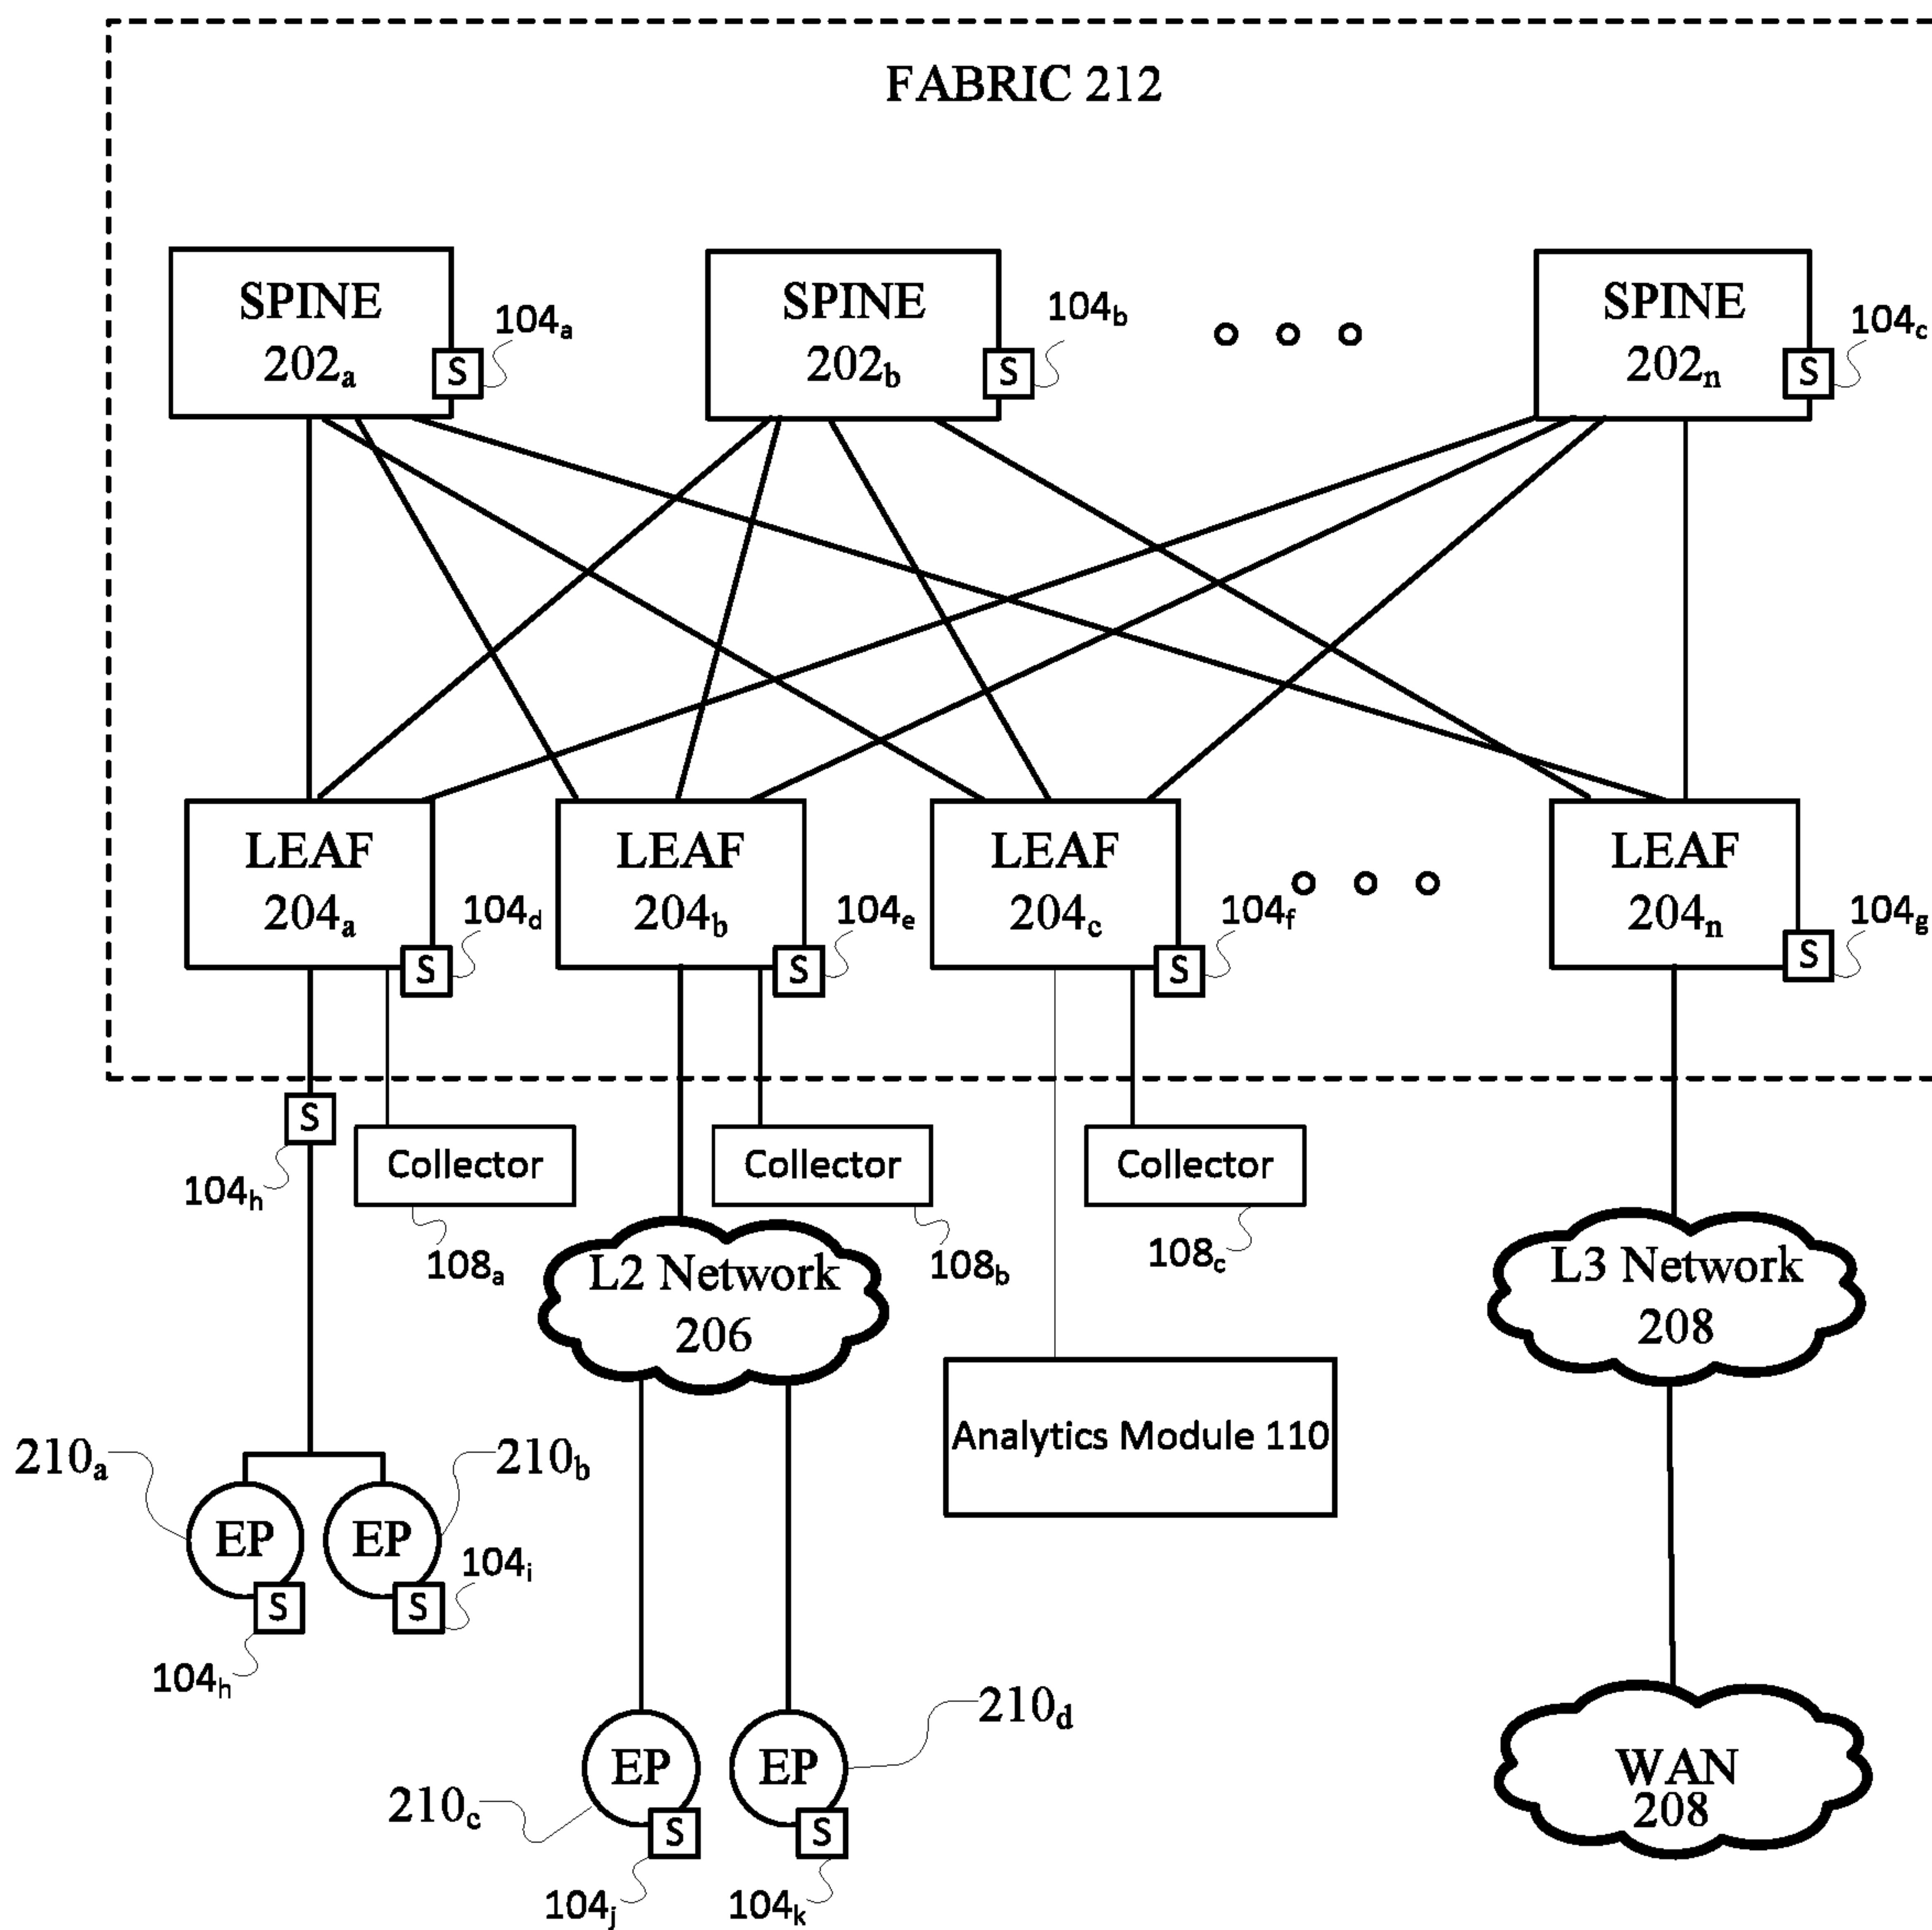 FABRIC 212
SPINE
202a
S
104a
SPINE
202b
S
104b
SPINE
202n
S
104c
LEAF
204a
S
104d
LEAF
204b
S
104e
LEAF
204c
S
104f
LEAF
204n
S
104g
S
104h
Collector
108a
Collector
108b
Collector
108c
L2 Network
206
L3 Network
208
Analytics Module 110
210a
EP
S
104h
210b
EP
S
104i
210c
EP
S
104j
210d
EP
S
104k
WAN
208